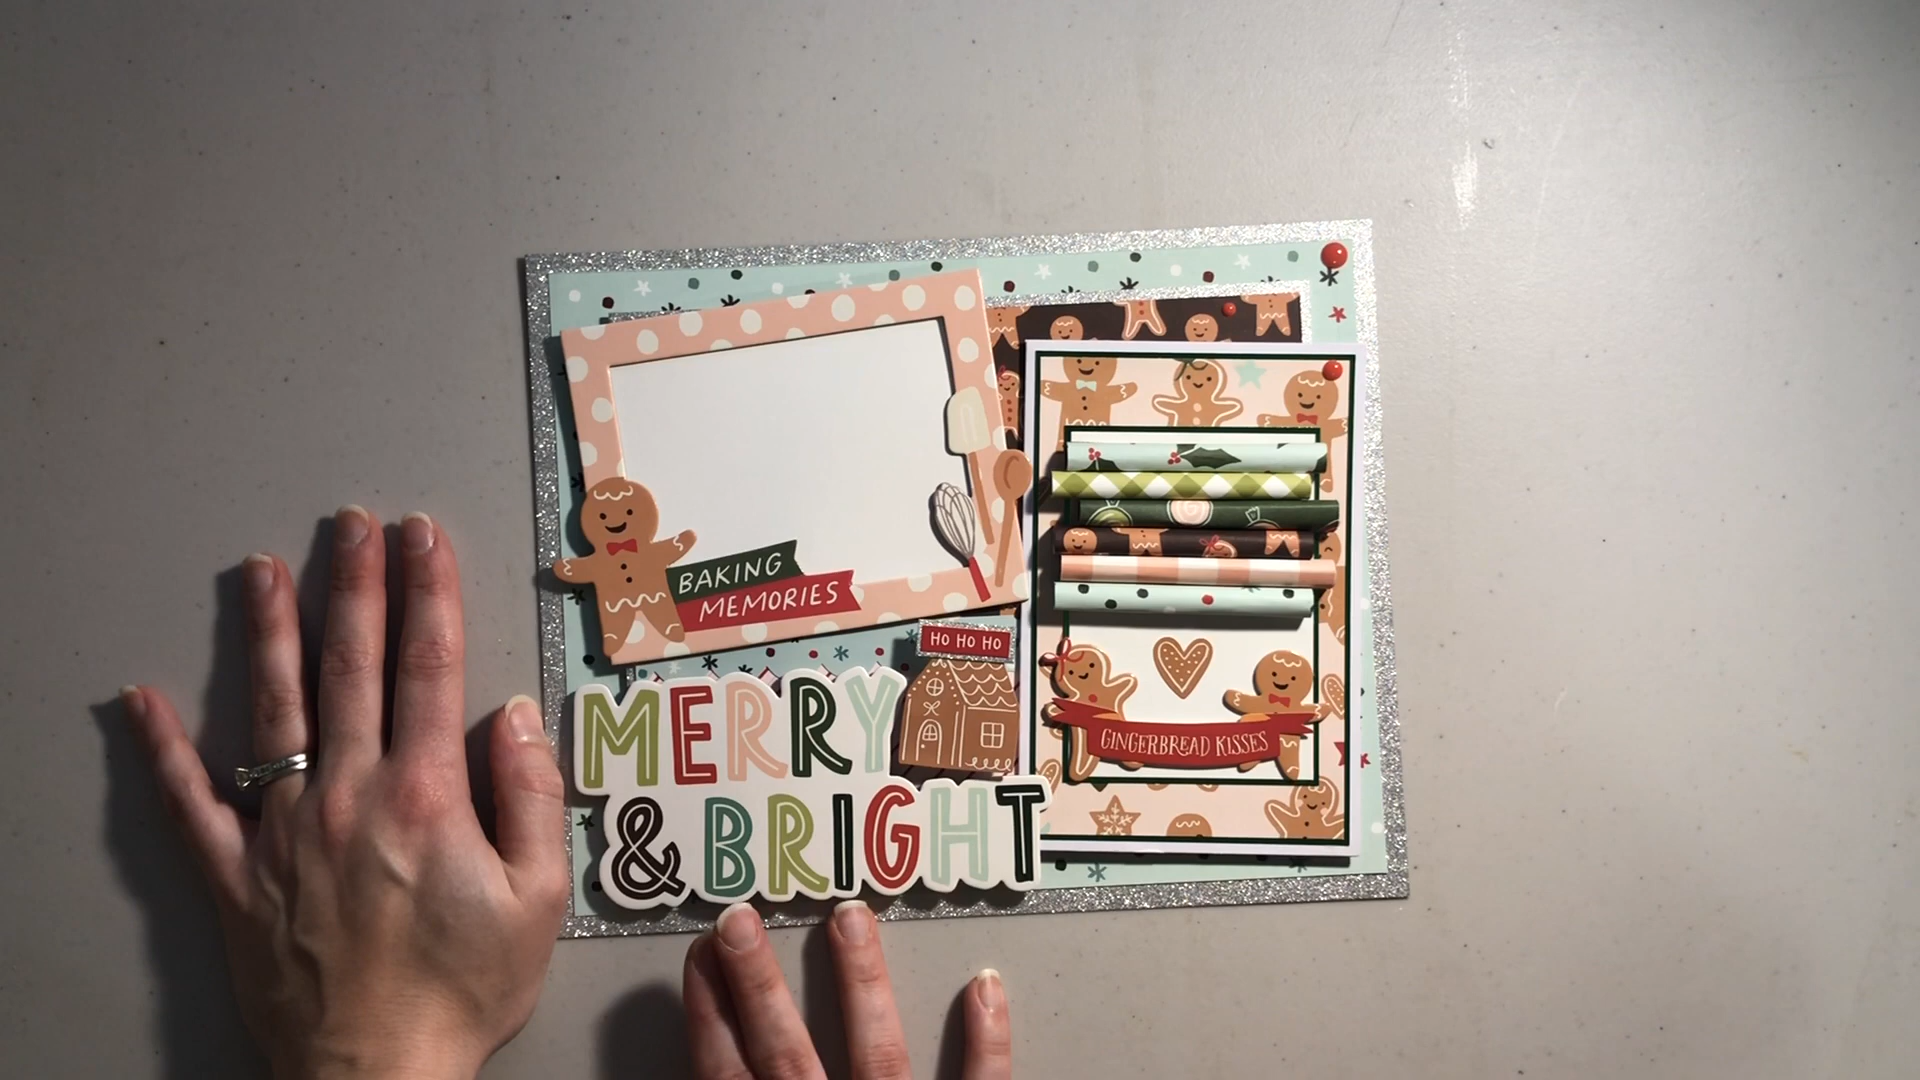 BAKING
MEMORIES
HO HO HO
MERRY
& BRIGHT
GINGERBREAD KISSES